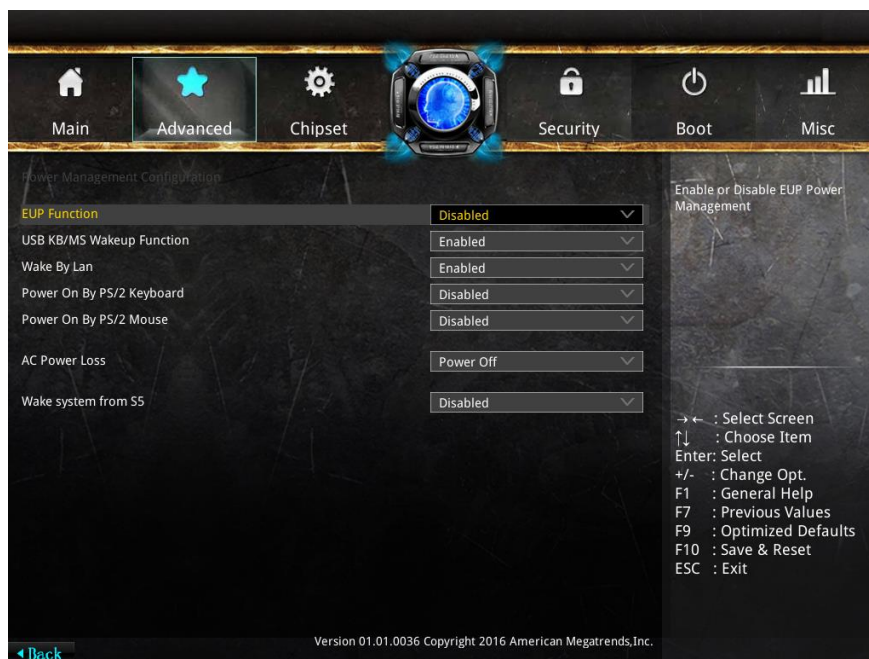 Main
Advanced
Chipset
Security
Boot
Misc
Power Management Configuration
EUP Function Disabled
USB KB/MS Wakeup Function Enabled
Wake By Lan Enabled
Power On By PS/2 Keyboard Disabled
Power On By PS/2 Mouse Disabled
AC Power Loss Power Off
Wake system from S5 Disabled
Enable or Disable EUP Power
Management
→← : Select Screen
↑↓ : Choose Item
Enter: Select
+/- : Change Opt.
F1 : General Help
F7 : Previous Values
F9 : Optimized Defaults
F10 : Save & Reset
ESC : Exit
Version 01.01.0036 Copyright 2016 American Megatrends,Inc.
Back